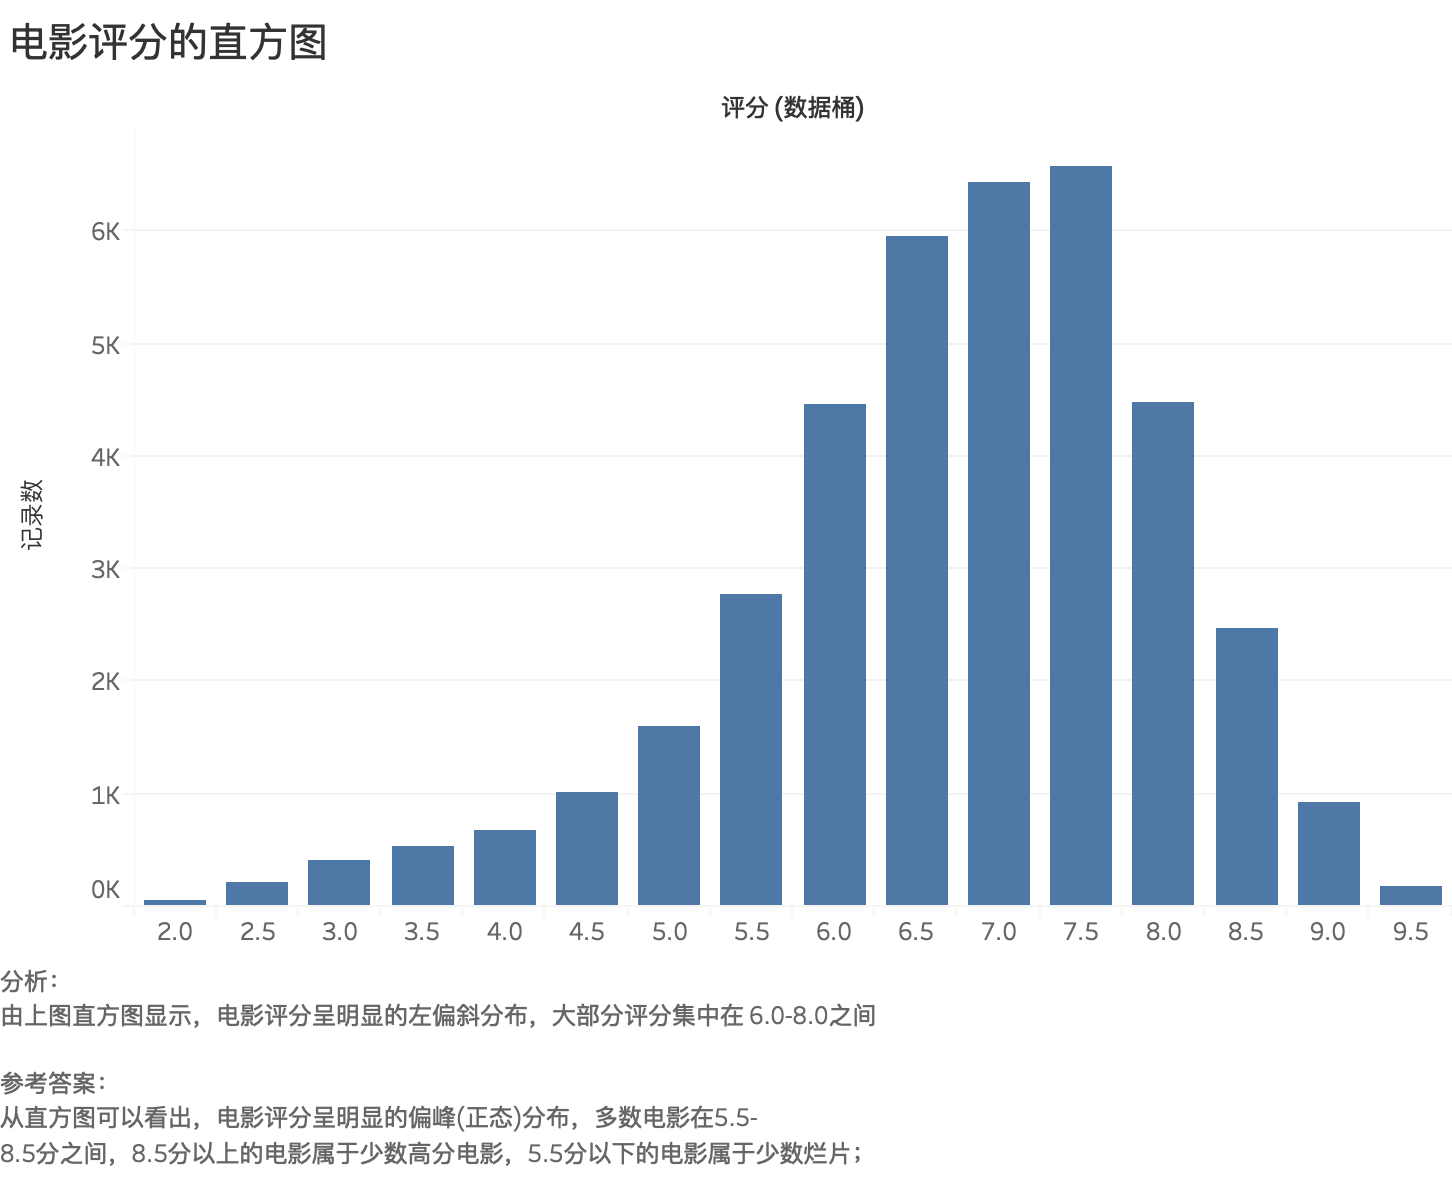 电影评分的直方图
评分 (数据桶)
6K
5K
4K
3K
2K
1K
0K
记录数
2.0 2.5 3.0 3.5 4.0 4.5 5.0 5.5 6.0 6.5 7.0 7.5 8.0 8.5 9.0 9.5
分析：
由上图直方图显示，电影评分呈明显的左偏斜分布，大部分评分集中在 6.0-8.0之间
参考答案：
从直方图可以看出，电影评分呈明显的偏峰(正态)分布，多数电影在5.5-
8.5分之间，8.5分以上的电影属于少数高分电影，5.5分以下的电影属于少数烂片；